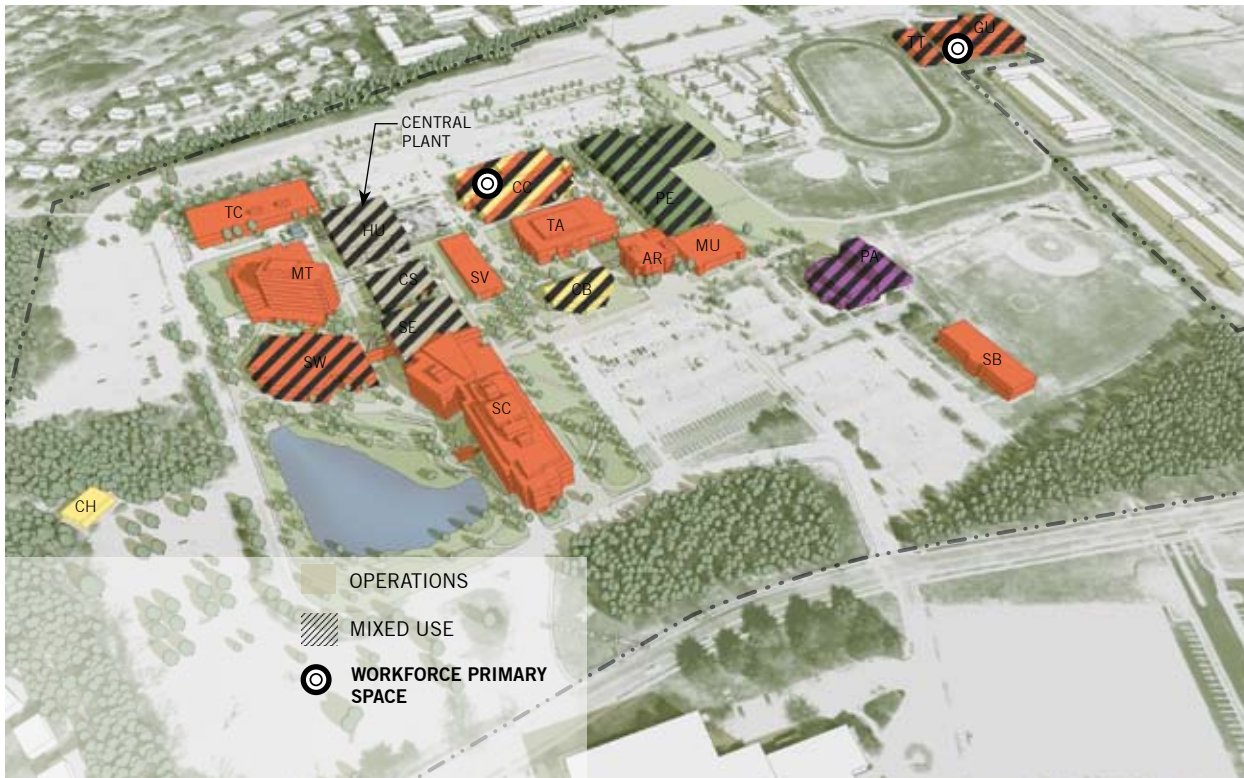 GU
TT
CENTRAL
PLANT
CC
PE
TC
HU
TA
AR
MU
PA
MT
CS
SV
CB
SE
SW
SB
SC
CH
OPERATIONS
MIXED USE
WORKFORCE PRIMARY
SPACE